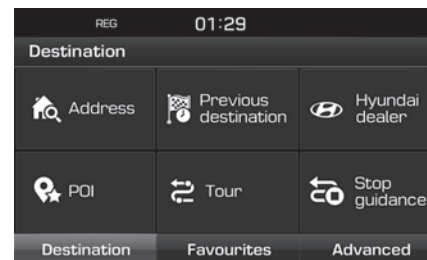 REG 01:29
Destination
Address
Previous
destination
Hyundai
dealer
POI
Tour
Stop
guidance
Destination Favourites Advanced